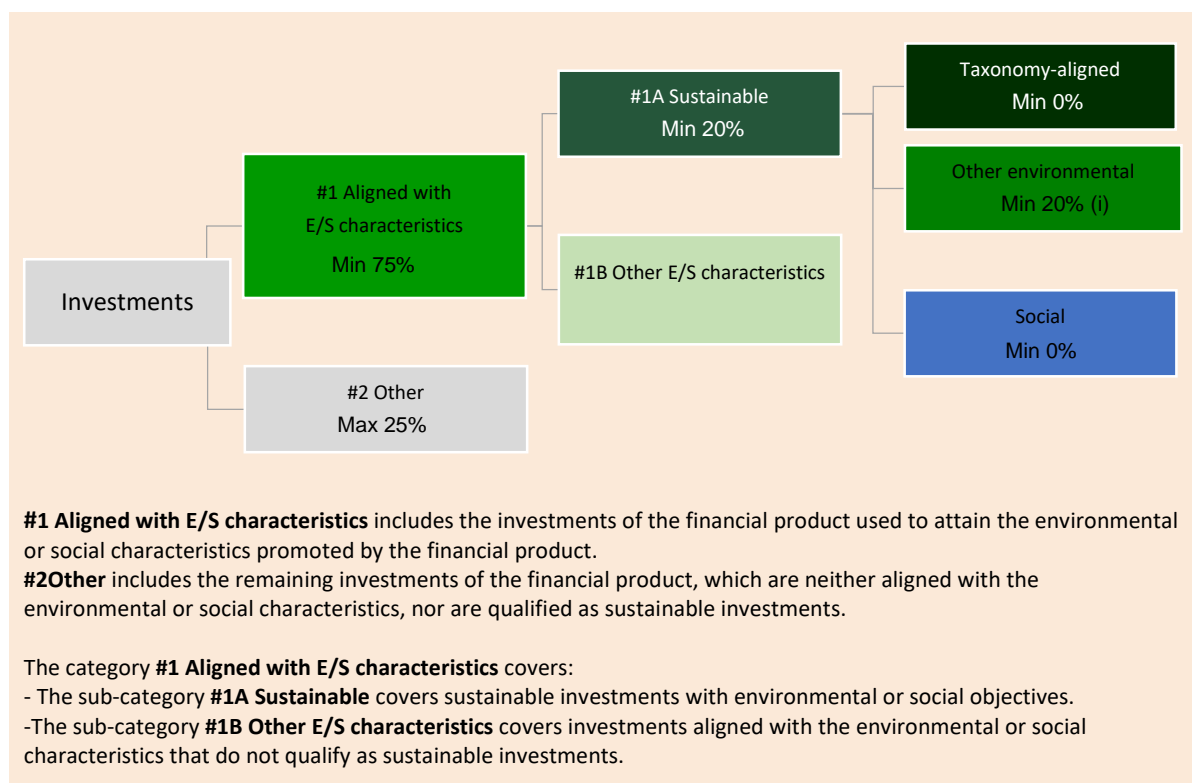 Investments
#1 Aligned with
E/S characteristics
Min 75%
#2 Other
Max 25%
#1A Sustainable
Min 20%
#1B Other E/S characteristics
Taxonomy-aligned
Min 0%
Other environmental
Min 20% (i)
Social
Min 0%
#1 Aligned with E/S characteristics includes the investments of the financial product used to attain the environmental
or social characteristics promoted by the financial product.
#2Other includes the remaining investments of the financial product, which are neither aligned with the
environmental or social characteristics, nor are qualified as sustainable investments.
The category #1 Aligned with E/S characteristics covers:
- The sub-category #1A Sustainable covers sustainable investments with environmental or social objectives.
-The sub-category #1B Other E/S characteristics covers investments aligned with the environmental or social
characteristics that do not qualify as sustainable investments.